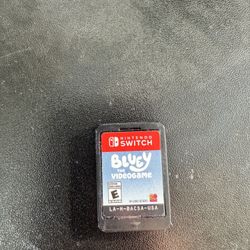 NINTENDO
SWITCH
BLUEY
THE
VIDEOGAME
E
LA-H-BACSA-USA